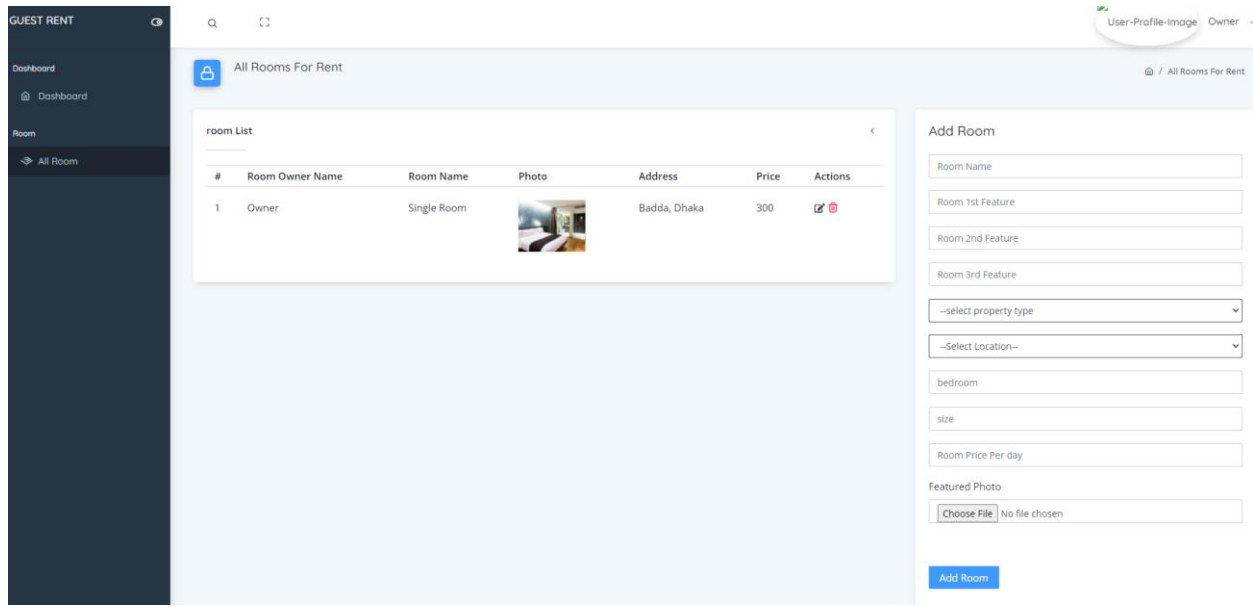 GUEST RENT
User-Profile-Image Owner
Dashboard
Dashboard
Room
All Room
All Rooms For Rent
/ All Rooms For Rent
room List
# Room Owner Name Room Name Photo Address Price Actions
1 Owner Single Room Badda, Dhaka 300
Add Room
Room Name
Room 1st Feature
Room 2nd Feature
Room 3rd Feature
--select property type
--Select Location--
bedroom
size
Room Price Per day
Featured Photo
Choose File No file chosen
Add Room